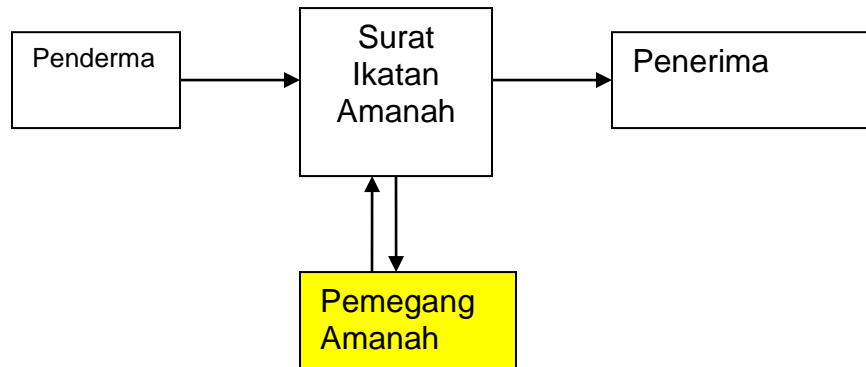 Penderma
Surat
Ikatan
Amanah
Penerima
Pemegang
Amanah